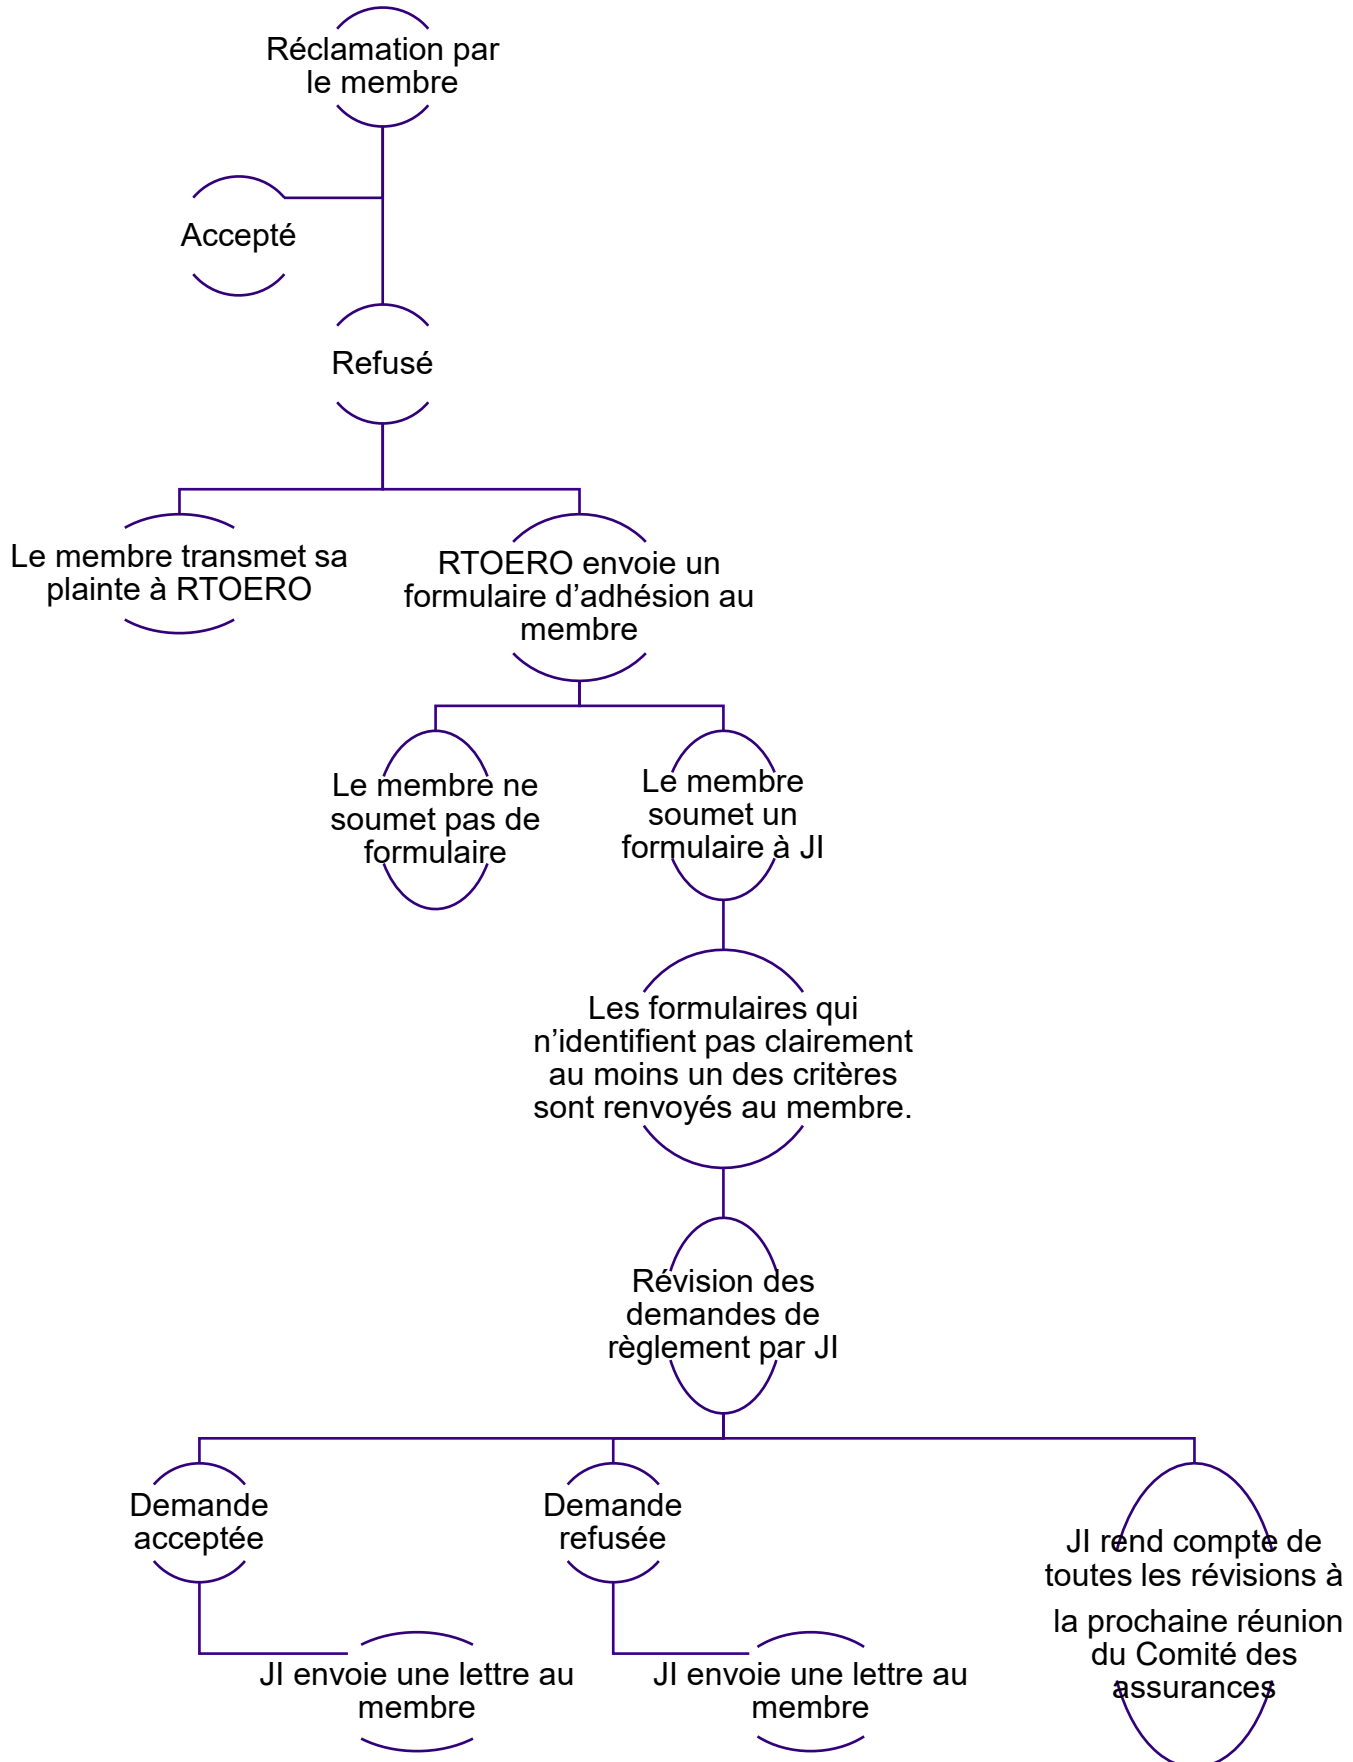 Réclamation par
le membre
Accepté
Refusé
Le membre transmet sa
plainte à RTOERO
RTOERO envoie un
formulaire d’adhésion au
membre
Le membre ne
soumet pas de
formulaire
Le membre
soumet un
formulaire à JI
Les formulaires qui
n’identifient pas clairement
au moins un des critères
sont renvoyés au membre.
Révision des
demandes de
règlement par JI
Demande
acceptée
Demande
refusée
JI rend compte de
toutes les révisions à
la prochaine réunion
du Comité des
assurances
JI envoie une lettre au
membre
JI envoie une lettre au
membre